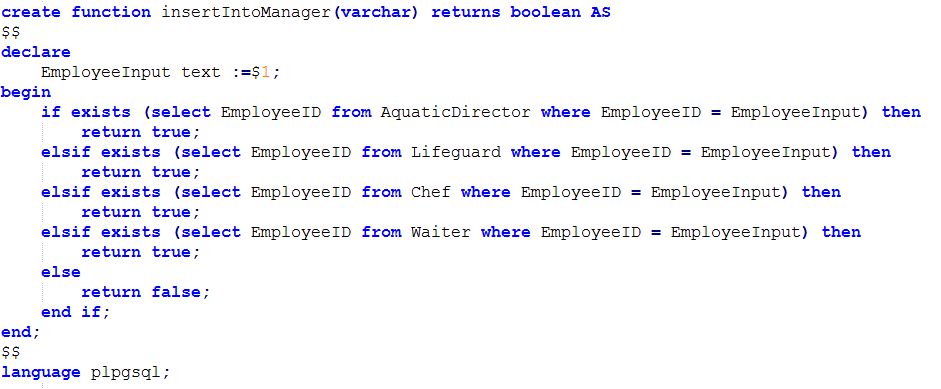 create function insertIntoManager(varchar) returns boolean AS
$$
declare
    EmployeeInput text :=$1;
begin
    if exists (select EmployeeID from AquaticDirector where EmployeeID = EmployeeInput) then
        return true;
    elsif exists (select EmployeeID from Lifeguard where EmployeeID = EmployeeInput) then
        return true;
    elsif exists (select EmployeeID from Chef where EmployeeID = EmployeeInput) then
        return true;
    elsif exists (select EmployeeID from Waiter where EmployeeID = EmployeeInput) then
        return true;
    else
        return false;
    end if;
end;
$$
language plpgsql;